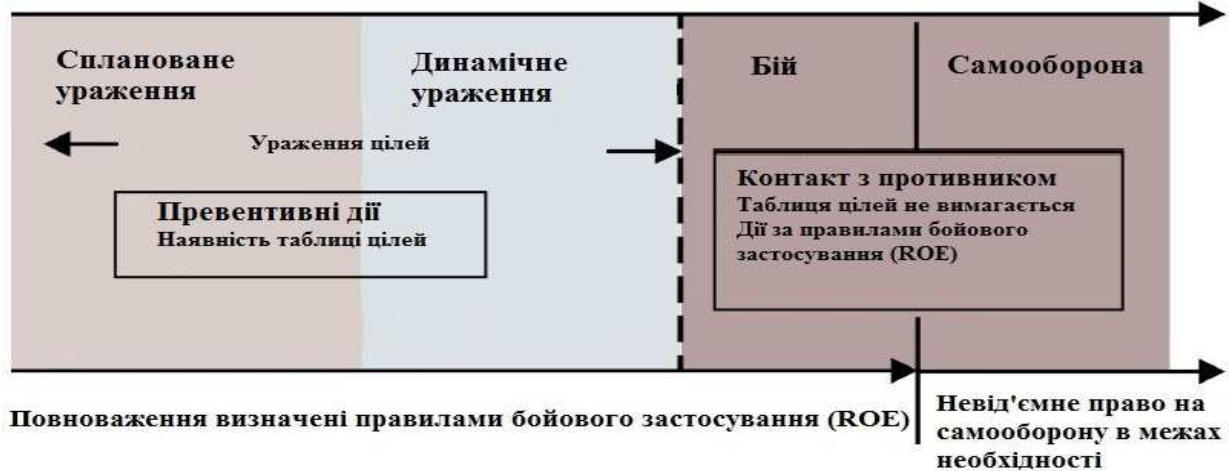 Сплановане
ураження
Динамічне
ураження
Бій
Самооборона
Ураження цілей
Превентивні дії
Наявність таблиці цілей
Контакт з противником
Таблиця цілей не вимагається
Дії за правилами бойового
застосування (ROE)
Повноваження визначені правилами бойового застосування (ROE)
Невід'ємне право на
самооборону в межах
необхідності